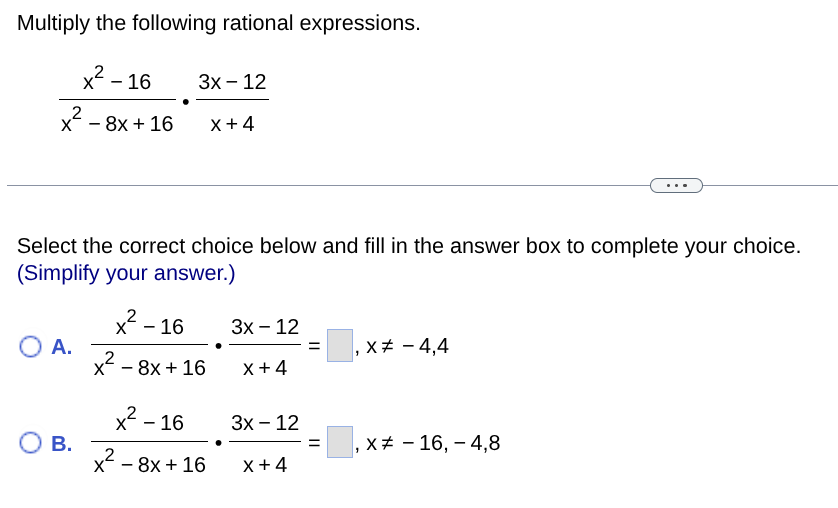 Multiply the following rational expressions.
x² – 16   3x – 12
x² – 8x + 16 • x + 4
Select the correct choice below and fill in the answer box to complete your choice.
(Simplify your answer.)
x² – 16   3x – 12
A. • = , x ≠ – 4,4
x² – 8x + 16   x + 4
x² – 16   3x – 12
B. • = , x ≠ – 16, – 4,8
x² – 8x + 16   x + 4